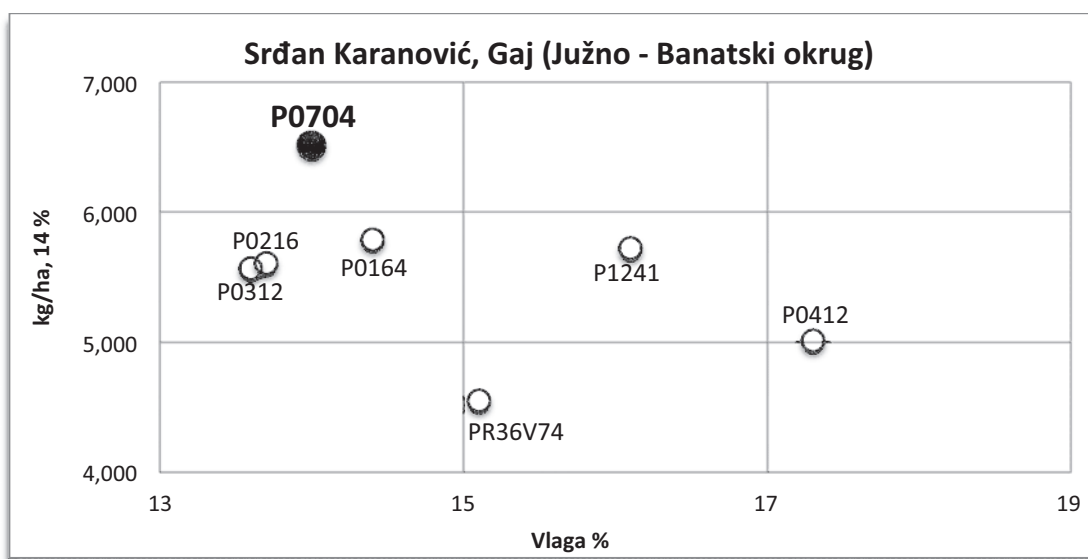 Srđan Karanović, Gaj (Južno - Banatski okrug)
7,000
P0704
6,000
P0216
P0164
P1241
P0312
P0412
5,000
PR36V74
4,000
kg/ha, 14 %
13
15
17
19
Vlaga %